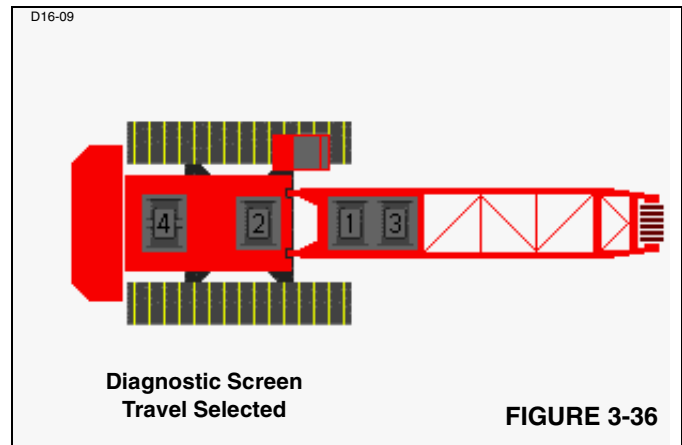 D16-09
4 2 1 3
Diagnostic Screen
Travel Selected
FIGURE 3-36